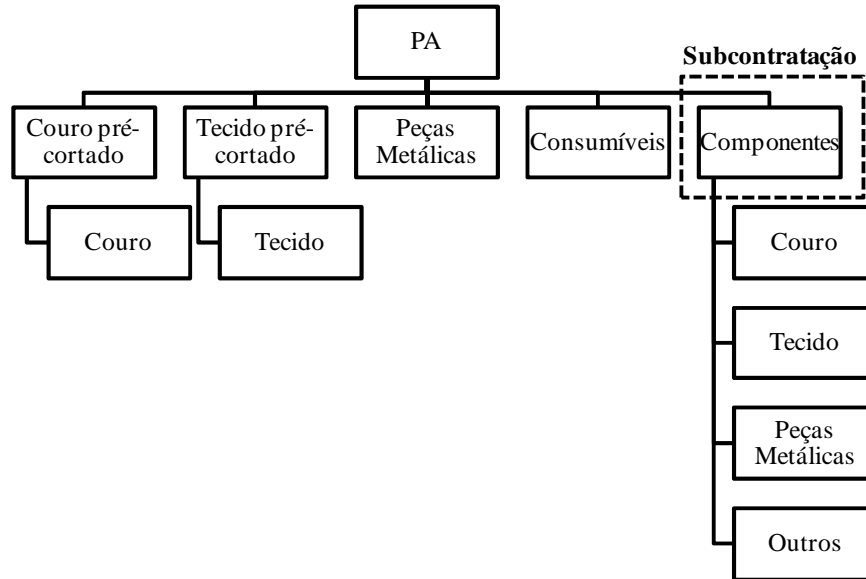 PA
Subcontratação
Couro pré-
cortado
Tecido pré-
cortado
Peças
Metálicas
Consumíveis
Componentes
Couro
Tecido
Couro
Tecido
Peças
Metálicas
Outros